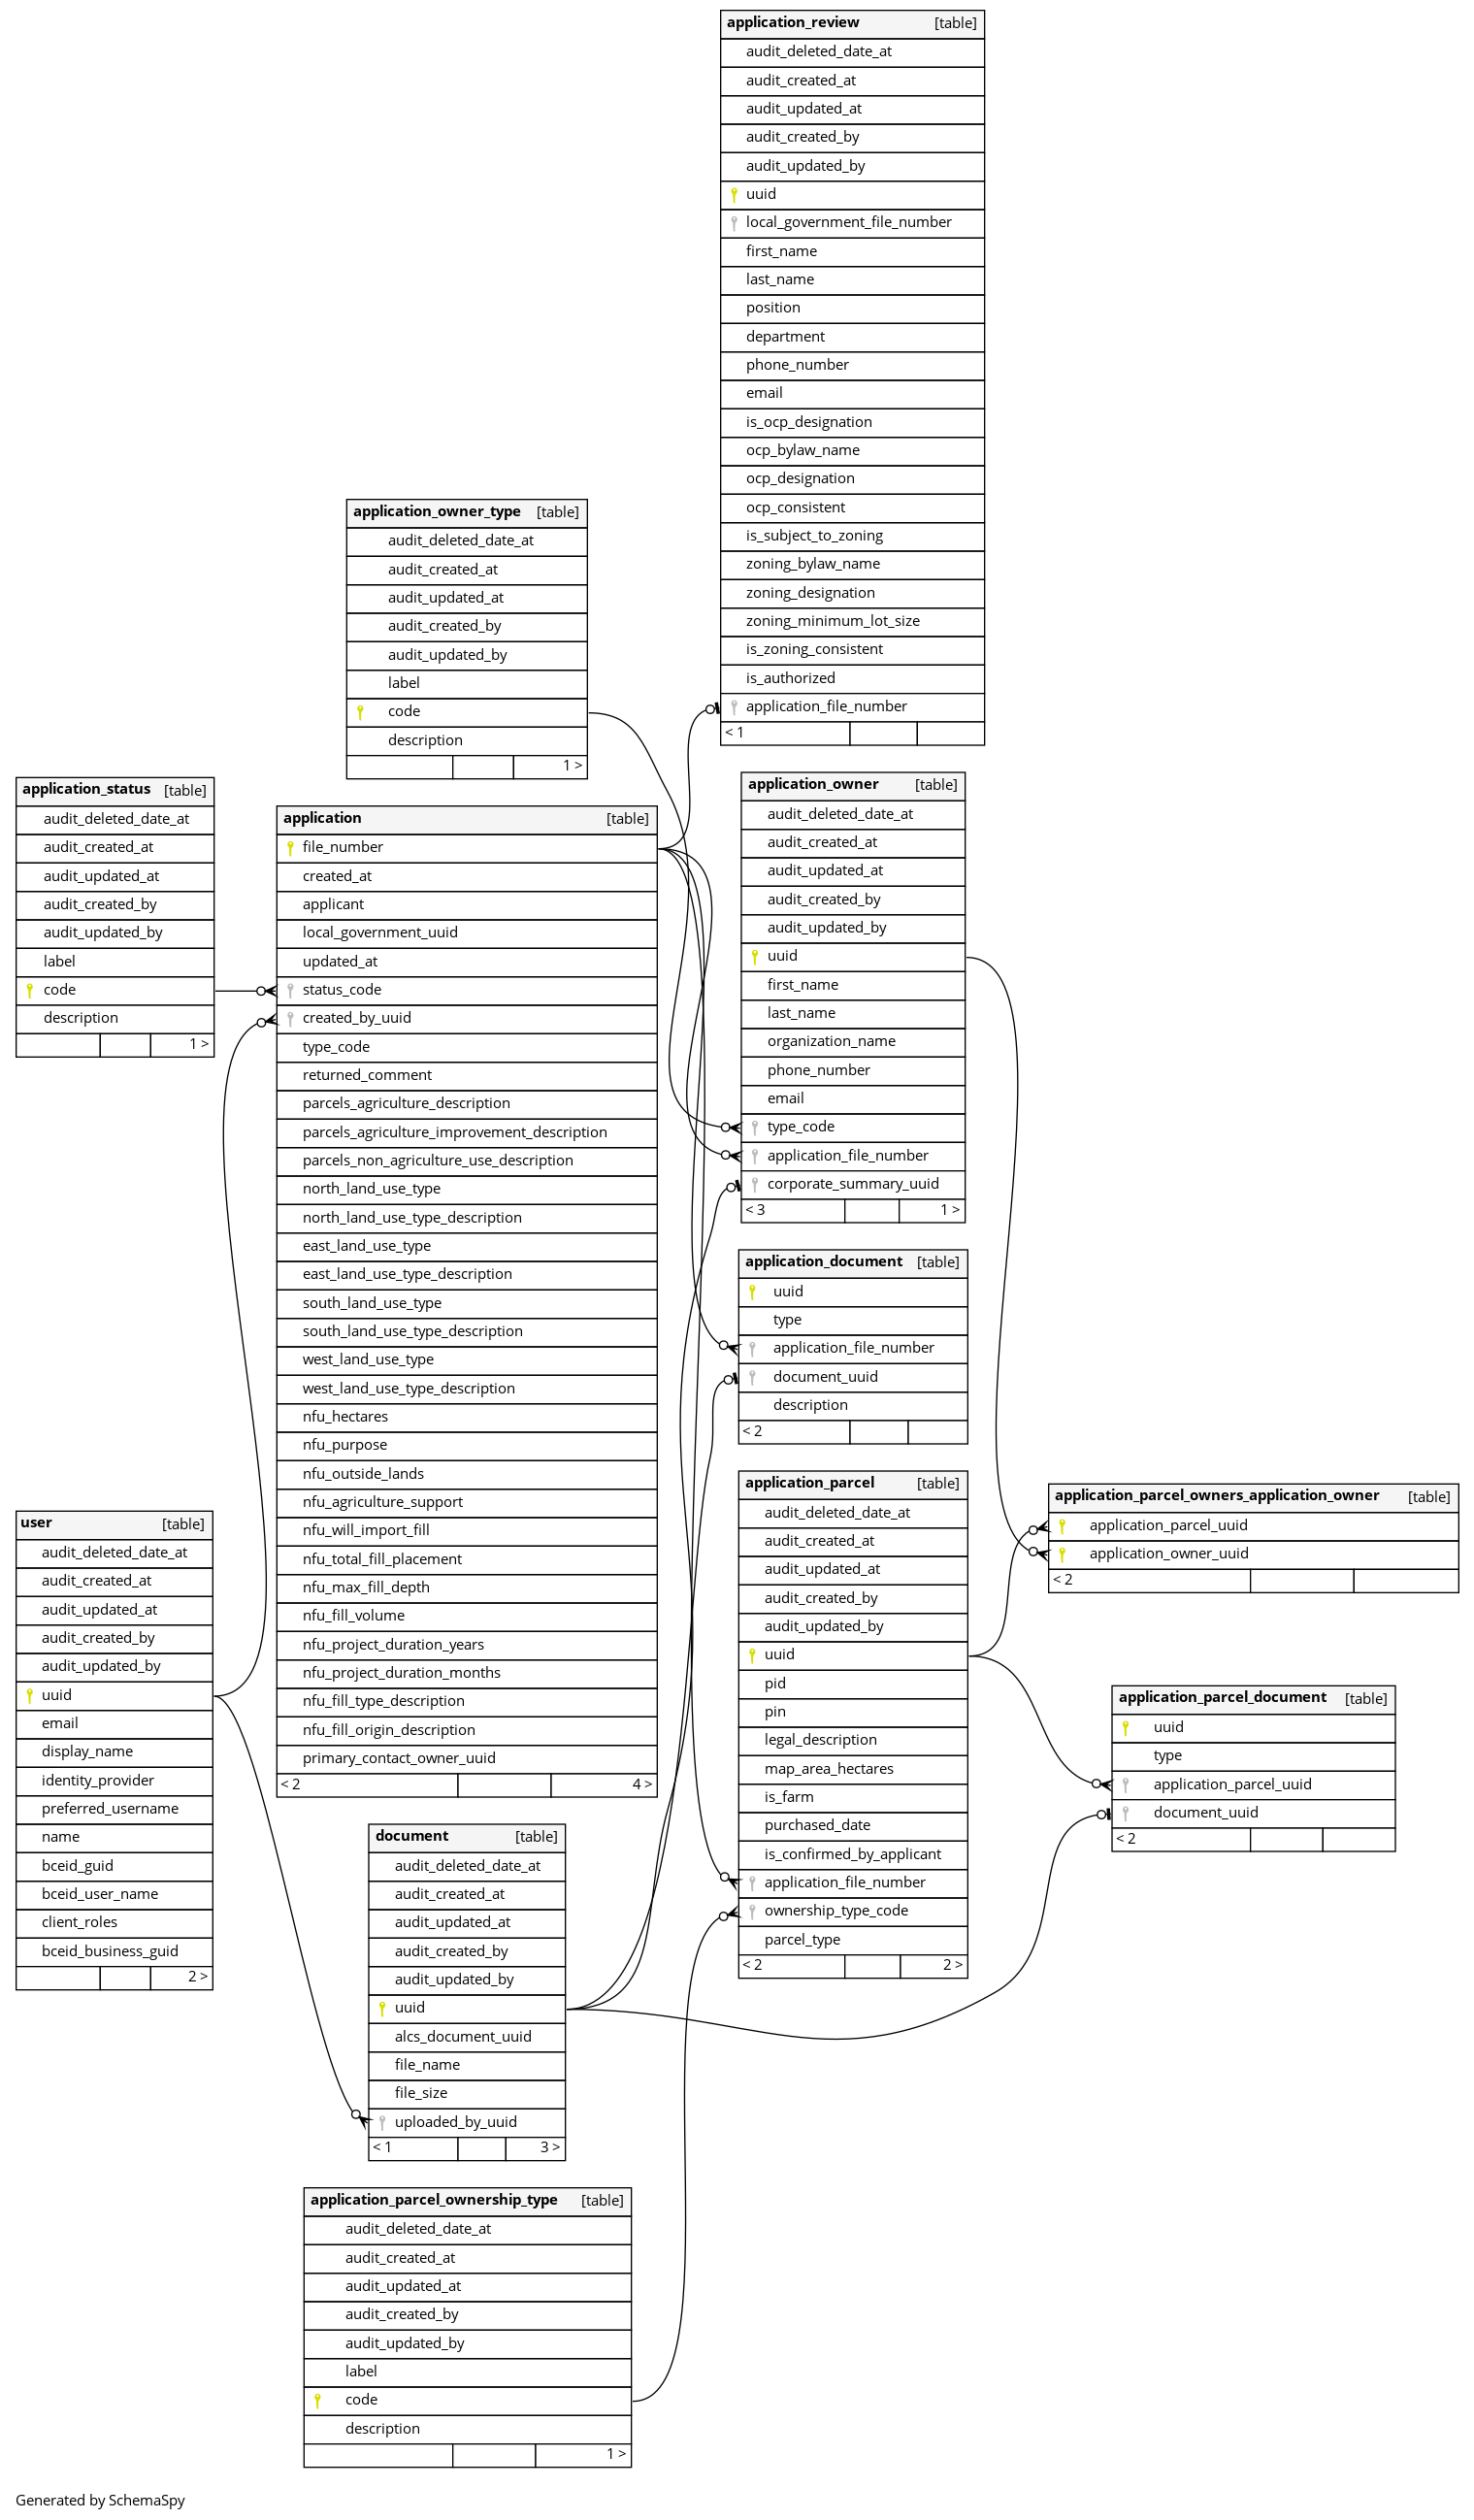 application_review [table]
audit_deleted_date_at
audit_created_at
audit_updated_at
audit_created_by
audit_updated_by
uuid
local_government_file_number
first_name
last_name
position
department
phone_number
email
is_ocp_designation
ocp_bylaw_name
ocp_designation
ocp_consistent
is_subject_to_zoning
zoning_bylaw_name
zoning_designation
zoning_minimum_lot_size
is_zoning_consistent
is_authorized
application_file_number
< 1
application_owner_type [table]
audit_deleted_date_at
audit_created_at
audit_updated_at
audit_created_by
audit_updated_by
label
code
description
1 >
application_status [table]
audit_deleted_date_at
audit_created_at
audit_updated_at
audit_created_by
audit_updated_by
label
code
description
1 >
application [table]
file_number
created_at
applicant
local_government_uuid
updated_at
status_code
created_by_uuid
type_code
returned_comment
parcels_agriculture_description
parcels_agriculture_improvement_description
parcels_non_agriculture_use_description
north_land_use_type
north_land_use_type_description
east_land_use_type
east_land_use_type_description
south_land_use_type
south_land_use_type_description
west_land_use_type
west_land_use_type_description
nfu_hectares
nfu_purpose
nfu_outside_lands
nfu_agriculture_support
nfu_will_import_fill
nfu_total_fill_placement
nfu_max_fill_depth
nfu_fill_volume
nfu_project_duration_years
nfu_project_duration_months
nfu_fill_type_description
nfu_fill_origin_description
primary_contact_owner_uuid
< 2 4 >
application_owner [table]
audit_deleted_date_at
audit_created_at
audit_updated_at
audit_created_by
audit_updated_by
uuid
first_name
last_name
organization_name
phone_number
email
type_code
application_file_number
corporate_summary_uuid
< 3 1 >
application_document [table]
uuid
type
application_file_number
document_uuid
description
< 2
application_parcel [table]
audit_deleted_date_at
audit_created_at
audit_updated_at
audit_created_by
audit_updated_by
uuid
pid
pin
legal_description
map_area_hectares
is_farm
purchased_date
is_confirmed_by_applicant
application_file_number
ownership_type_code
parcel_type
< 2 2 >
application_parcel_owners_application_owner [table]
application_parcel_uuid
application_owner_uuid
< 2
application_parcel_document [table]
uuid
type
application_parcel_uuid
document_uuid
< 2
user [table]
audit_deleted_date_at
audit_created_at
audit_updated_at
audit_created_by
audit_updated_by
uuid
email
display_name
identity_provider
preferred_username
name
bceid_guid
bceid_user_name
client_roles
bceid_business_guid
2 >
document [table]
audit_deleted_date_at
audit_created_at
audit_updated_at
audit_created_by
audit_updated_by
uuid
alcs_document_uuid
file_name
file_size
uploaded_by_uuid
< 1 3 >
application_parcel_ownership_type [table]
audit_deleted_date_at
audit_created_at
audit_updated_at
audit_created_by
audit_updated_by
label
code
description
1 >
Generated by SchemaSpy